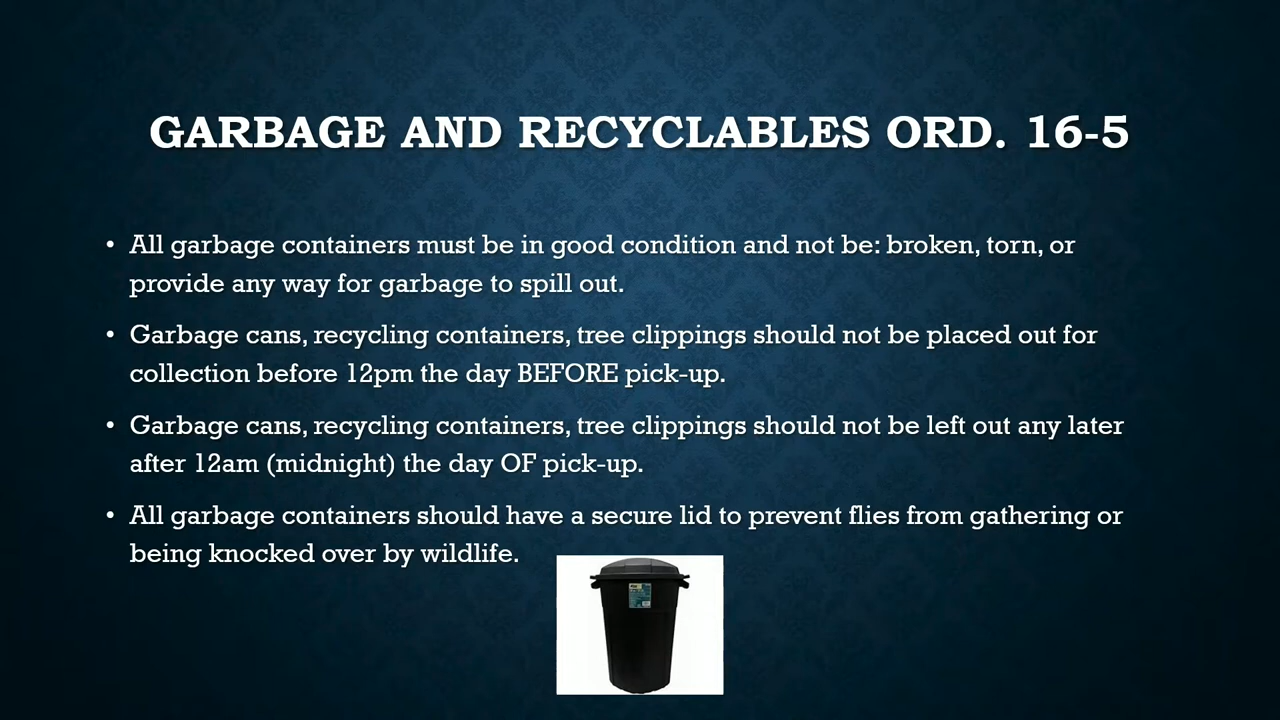 GARBAGE AND RECYCLABLES ORD. 16-5
• All garbage containers must be in good condition and not be: broken, torn, or
provide any way for garbage to spill out.
• Garbage cans, recycling containers, tree clippings should not be placed out for
collection before 12pm the day BEFORE pick-up.
• Garbage cans, recycling containers, tree clippings should not be left out any later
after 12am (midnight) the day OF pick-up.
• All garbage containers should have a secure lid to prevent flies from gathering or
being knocked over by wildlife.